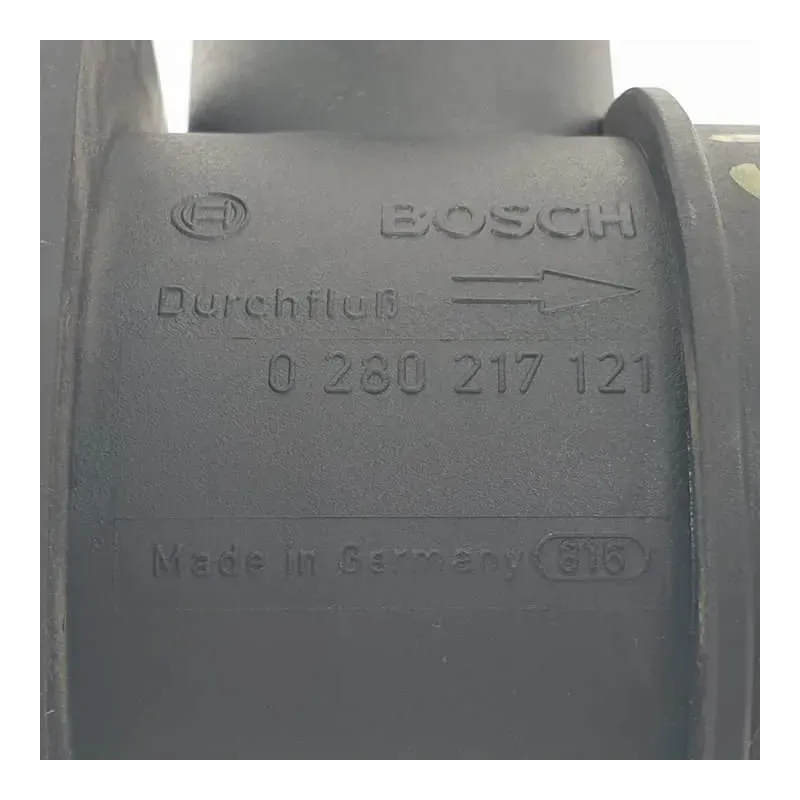 BOSCH
Durchfluß
0 280 217 121
Made in Germany 816